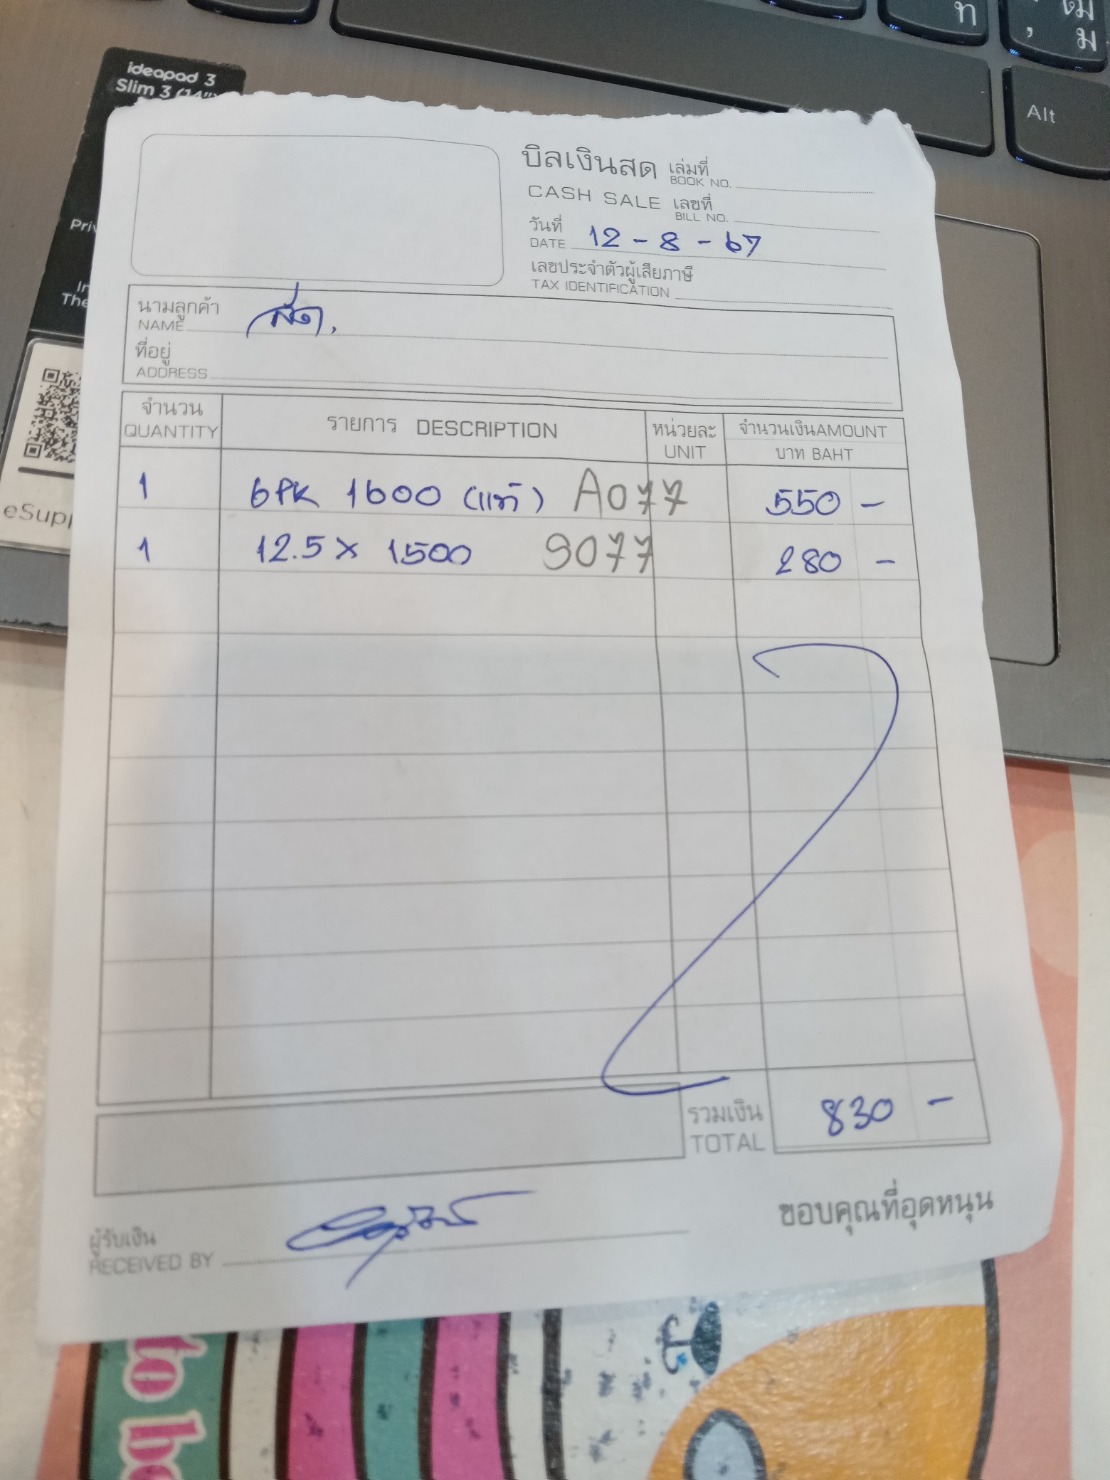 ideapad 3
Slim 3 (14")
Alt
บิลเงินสด เล่มที่
BOOK NO.
CASH SALE เลขที่
BILL NO.
วันที่
DATE 12 - 8 - 67
เลขประจำตัวผู้เสียภาษี
TAX IDENTIFICATION
นามลูกค้า
NAME สด,
ที่อยู่
ADDRESS
จำนวน
QUANTITY
รายการ DESCRIPTION
หน่วยละ
UNIT
จำนวนเงินAMOUNT
บาท BAHT
1 6PK 1600 (แท้) A077 550 -
1 12.5 x 1500 9077 280 -
รวมเงิน
TOTAL 830 -
ผู้รับเงิน
RECEIVED BY
ขอบคุณที่อุดหนุน
to be